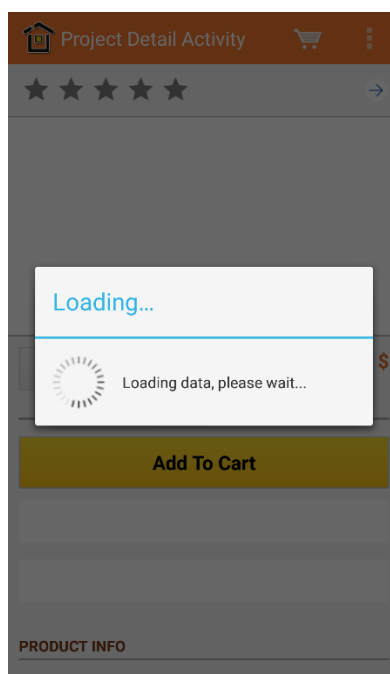 Project Detail Activity
Loading...
$
Loading data, please wait...
Add To Cart
PRODUCT INFO